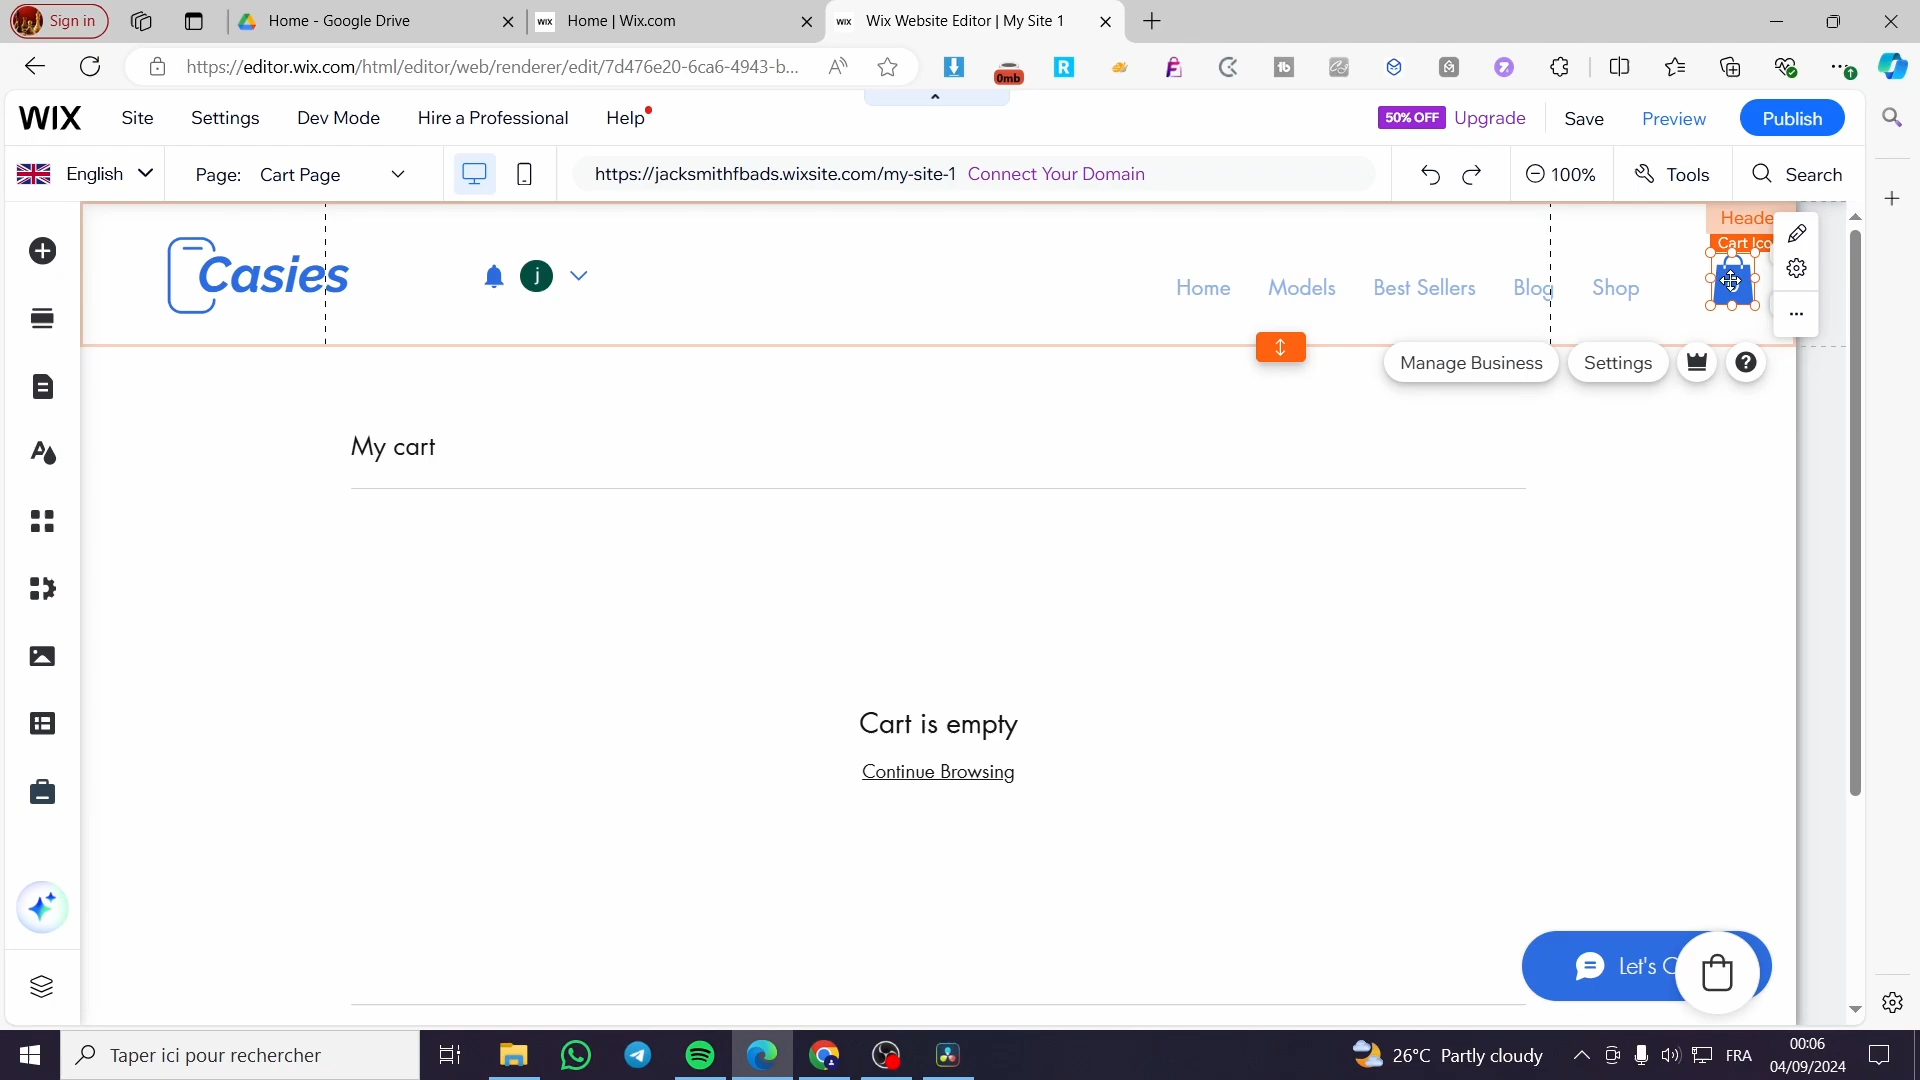 Sign in
Home - Google Drive
WIX
Home | Wix.com
WIX
Wix Website Editor | My Site 1
https://editor.wix.com/html/editor/web/renderer/edit/7d476e20-6ca6-4943-b...
0mb
WIX
Site
Settings
Dev Mode
Hire a Professional
Help
50% OFF
Upgrade
Save
Preview
Publish
English
Page:
Cart Page
https://jacksmithfbads.wixsite.com/my-site-1
Connect Your Domain
100%
Tools
Search
Heade
Cart Ico
Casies
j
Home
Models
Best Sellers
Blog
Shop
Manage Business
Settings
My cart
Cart is empty
Continue Browsing
Let's C
Taper ici pour rechercher
26°C Partly cloudy
FRA
00:06
04/09/2024